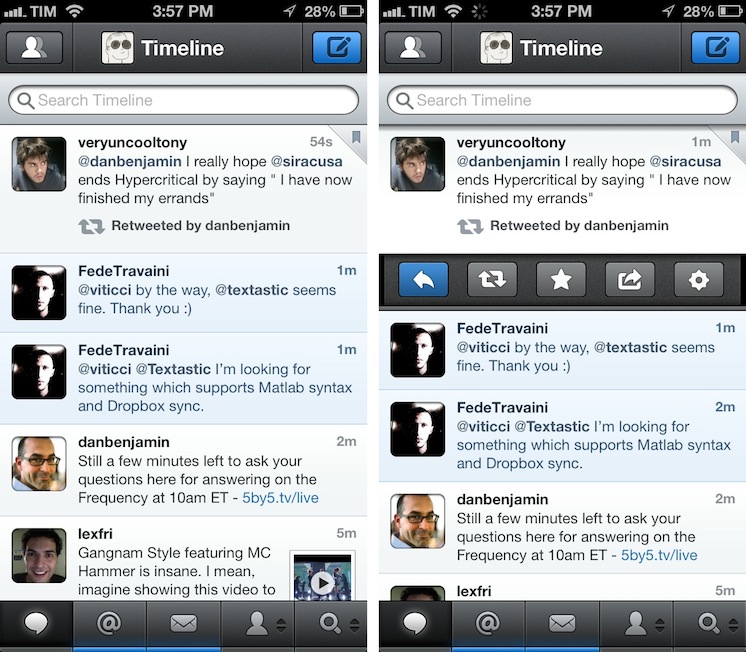 TIM 3:57 PM 28%
Timeline
Search Timeline
veryuncooltony 54s
@danbenjamin I really hope @siracusa
ends Hypercritical by saying " I have now
finished my errands"
Retweeted by danbenjamin
FedeTravaini 1m
@viticci by the way, @textastic seems
fine. Thank you :)
FedeTravaini 1m
@viticci @Textastic I'm looking for
something which supports Matlab syntax
and Dropbox sync.
danbenjamin 2m
Still a few minutes left to ask your
questions here for answering on the
Frequency at 10am ET - 5by5.tv/live
lexfri 5m
Gangnam Style featuring MC
Hammer is insane. I mean,
imagine showing this video to
TIM 3:57 PM 28%
Timeline
Search Timeline
veryuncooltony 1m
@danbenjamin I really hope @siracusa
ends Hypercritical by saying " I have now
finished my errands"
Retweeted by danbenjamin
FedeTravaini 1m
@viticci by the way, @textastic seems
fine. Thank you :)
FedeTravaini 2m
@viticci @Textastic I'm looking for
something which supports Matlab syntax
and Dropbox sync.
danbenjamin 2m
Still a few minutes left to ask your
questions here for answering on the
Frequency at 10am ET - 5by5.tv/live
lexfri 5m